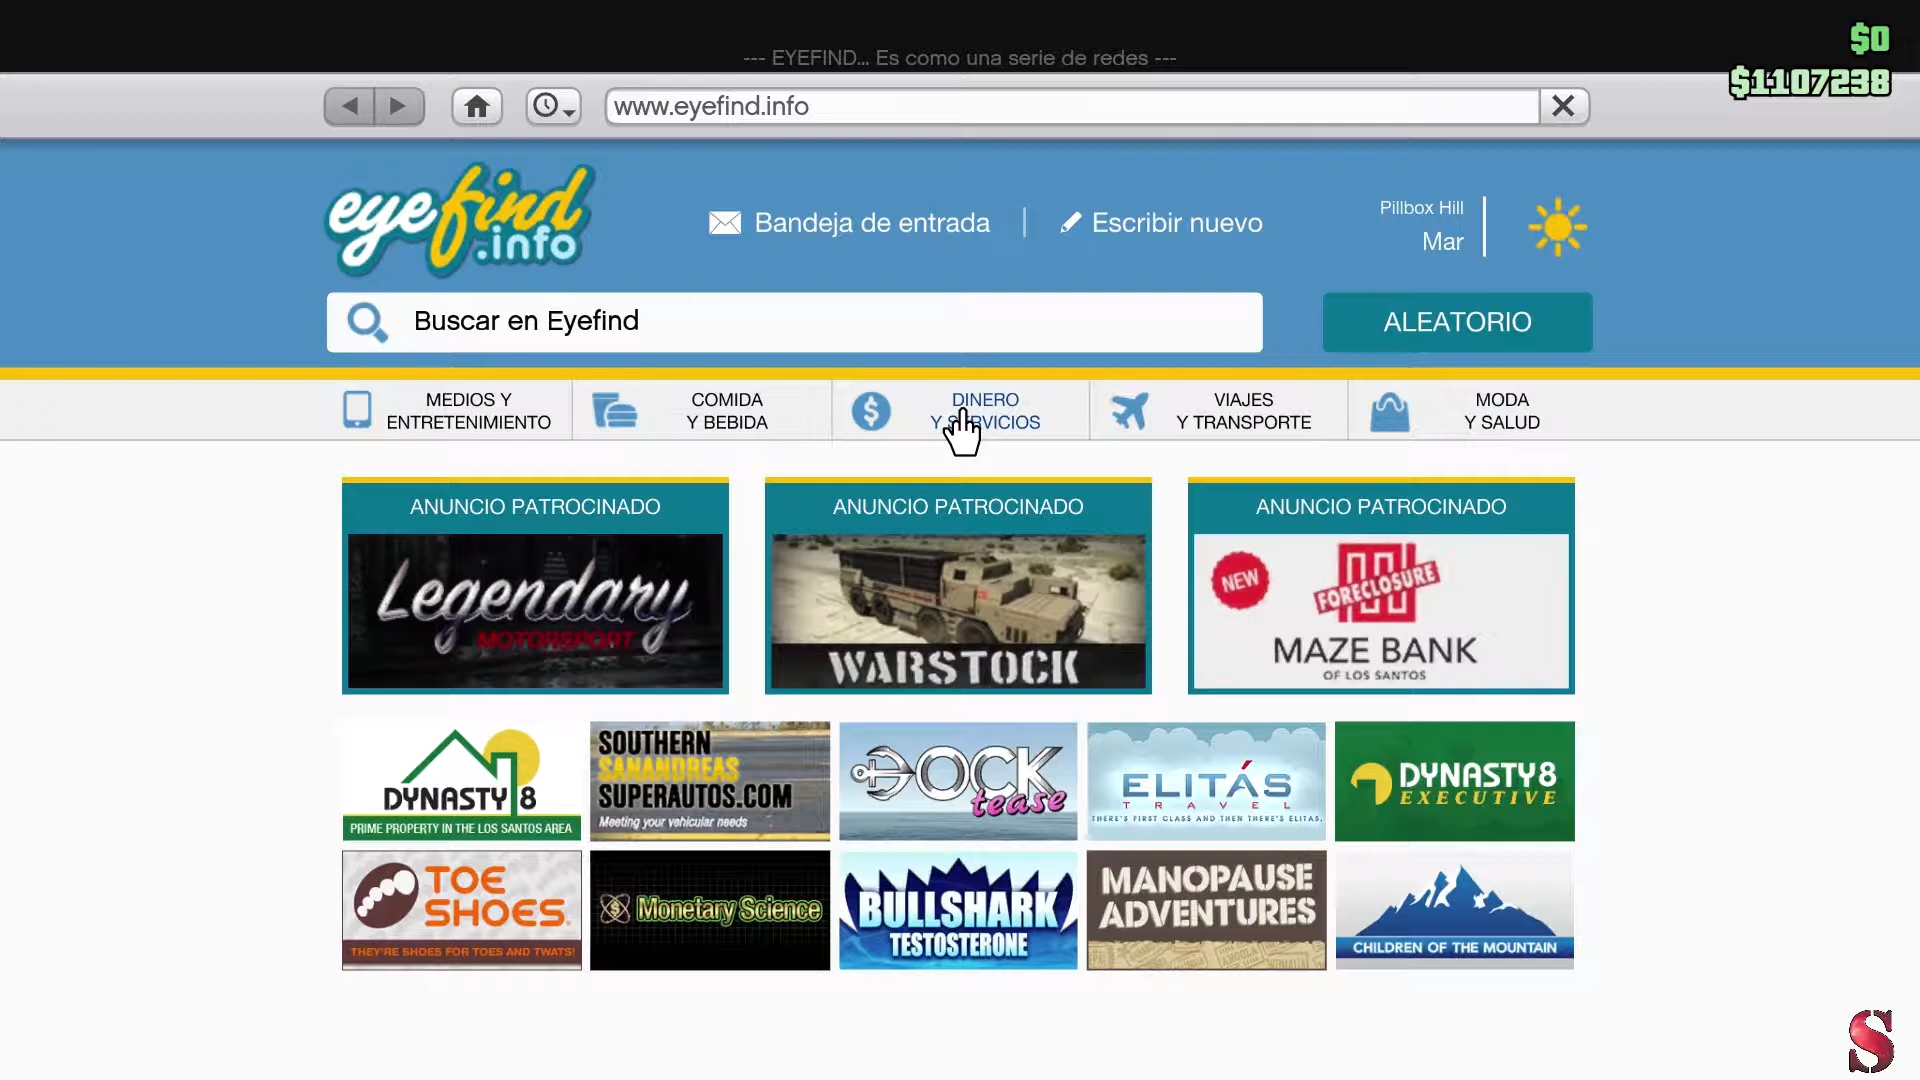 $0
--- EYEFIND... Es como una serie de redes ---
$1107238
www.eyefind.info
eyefind
.info
Bandeja de entrada
Escribir nuevo
Pillbox Hill
Mar
Buscar en Eyefind
ALEATORIO
MEDIOS Y
ENTRETENIMIENTO
COMIDA
Y BEBIDA
DINERO
Y SERVICIOS
VIAJES
Y TRANSPORTE
MODA
Y SALUD
ANUNCIO PATROCINADO
Legendary
MOTORSPORT
ANUNCIO PATROCINADO
WARSTOCK
ANUNCIO PATROCINADO
NEW
FORECLOSURE
MAZE BANK
OF LOS SANTOS
DYNASTY 8
PRIME PROPERTY IN THE LOS SANTOS AREA
SOUTHERN
SANANDREAS
SUPERAUTOS.COM
Meeting your vehicular needs
DOCK
tease
ELITÁS
TRAVEL
THERE'S FIRST CLASS AND THEN THERE'S ELITÁS.
DYNASTY8
EXECUTIVE
TOE
SHOES
THEY'RE SHOES FOR TOES AND TWATS!
Monetary Science
BULLSHARK
TESTOSTERONE
MANOPAUSE
ADVENTURES
CHILDREN OF THE MOUNTAIN
S